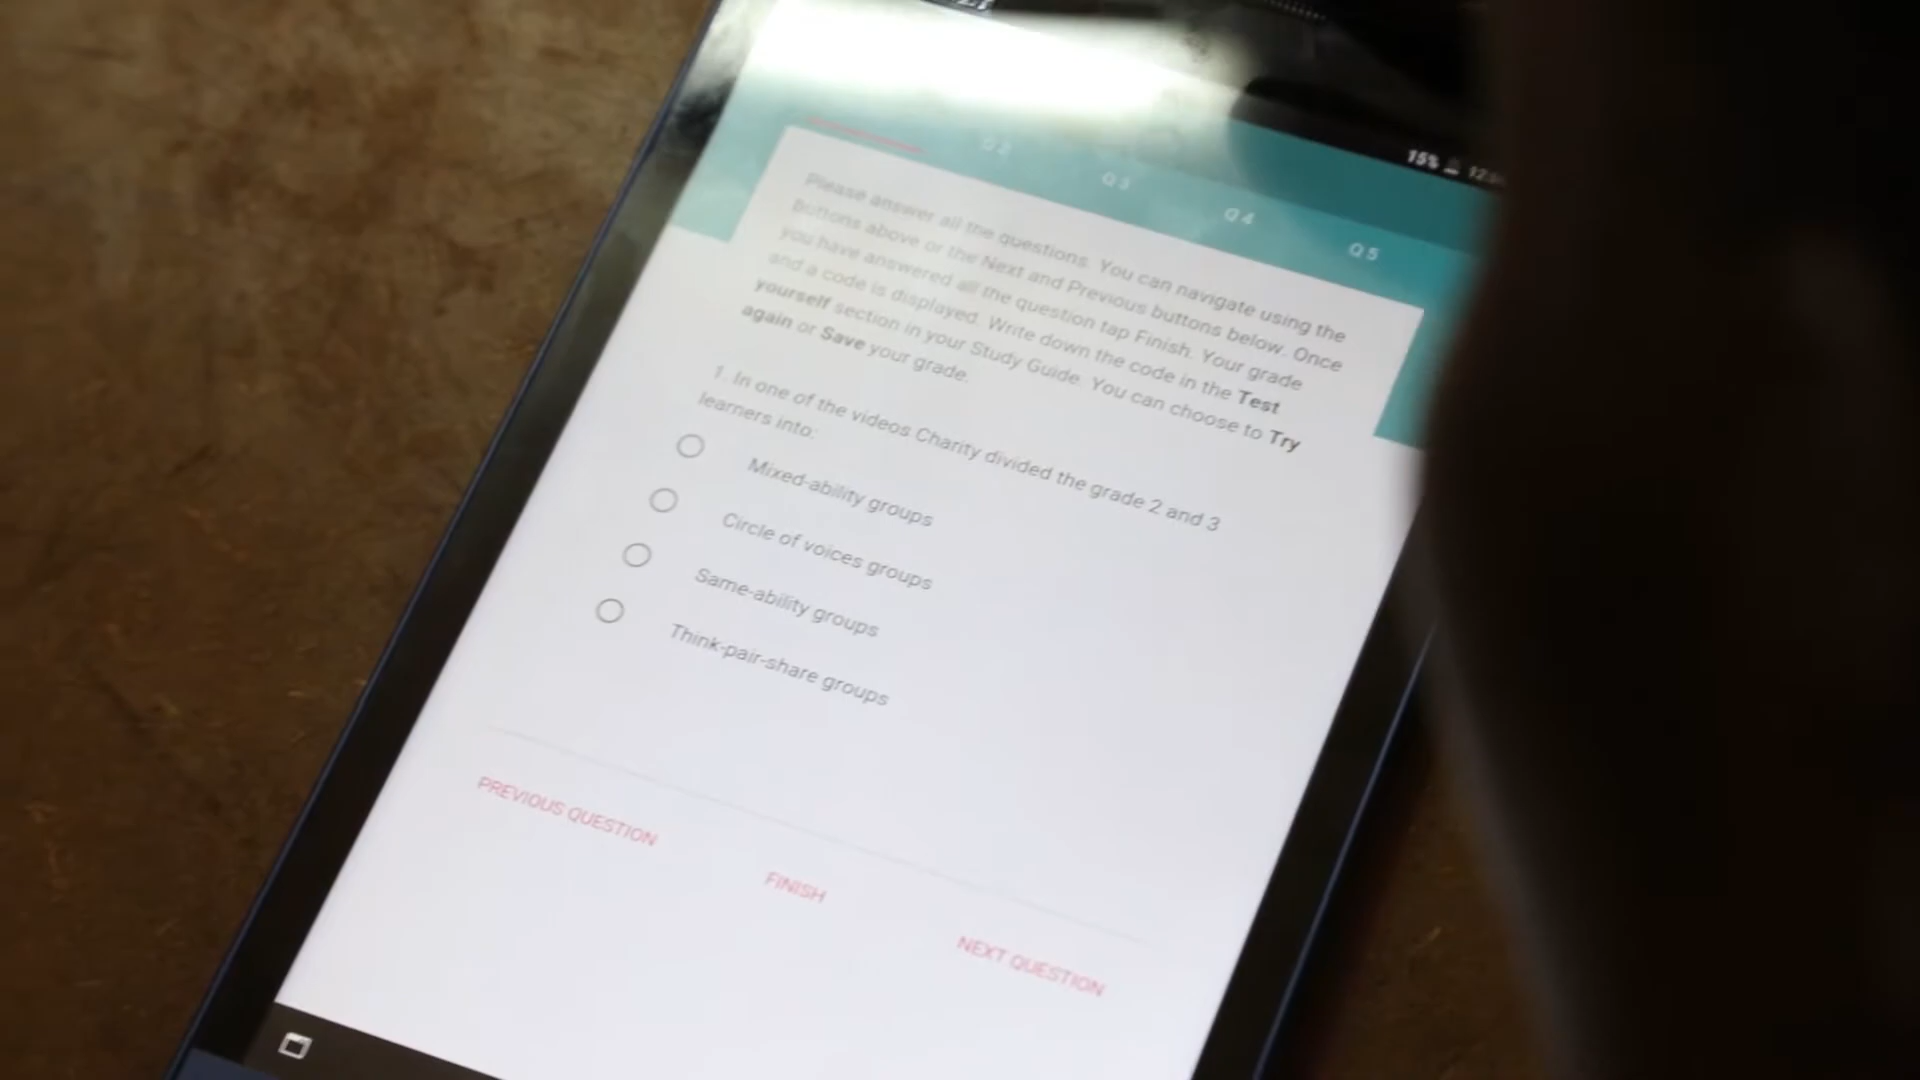 15%
Q 2
Q 3
Q 4
Q 5
Please answer all the questions. You can navigate using the
buttons above or the Next and Previous buttons below. Once
you have answered all the question tap Finish. Your grade
and a code is displayed. Write down the code in the Test
yourself section in your Study Guide. You can choose to Try
again or Save your grade.
1. In one of the videos Charity divided the grade 2 and 3
learners into:
Mixed-ability groups
Circle of voices groups
Same-ability groups
Think-pair-share groups
PREVIOUS QUESTION
FINISH
NEXT QUESTION